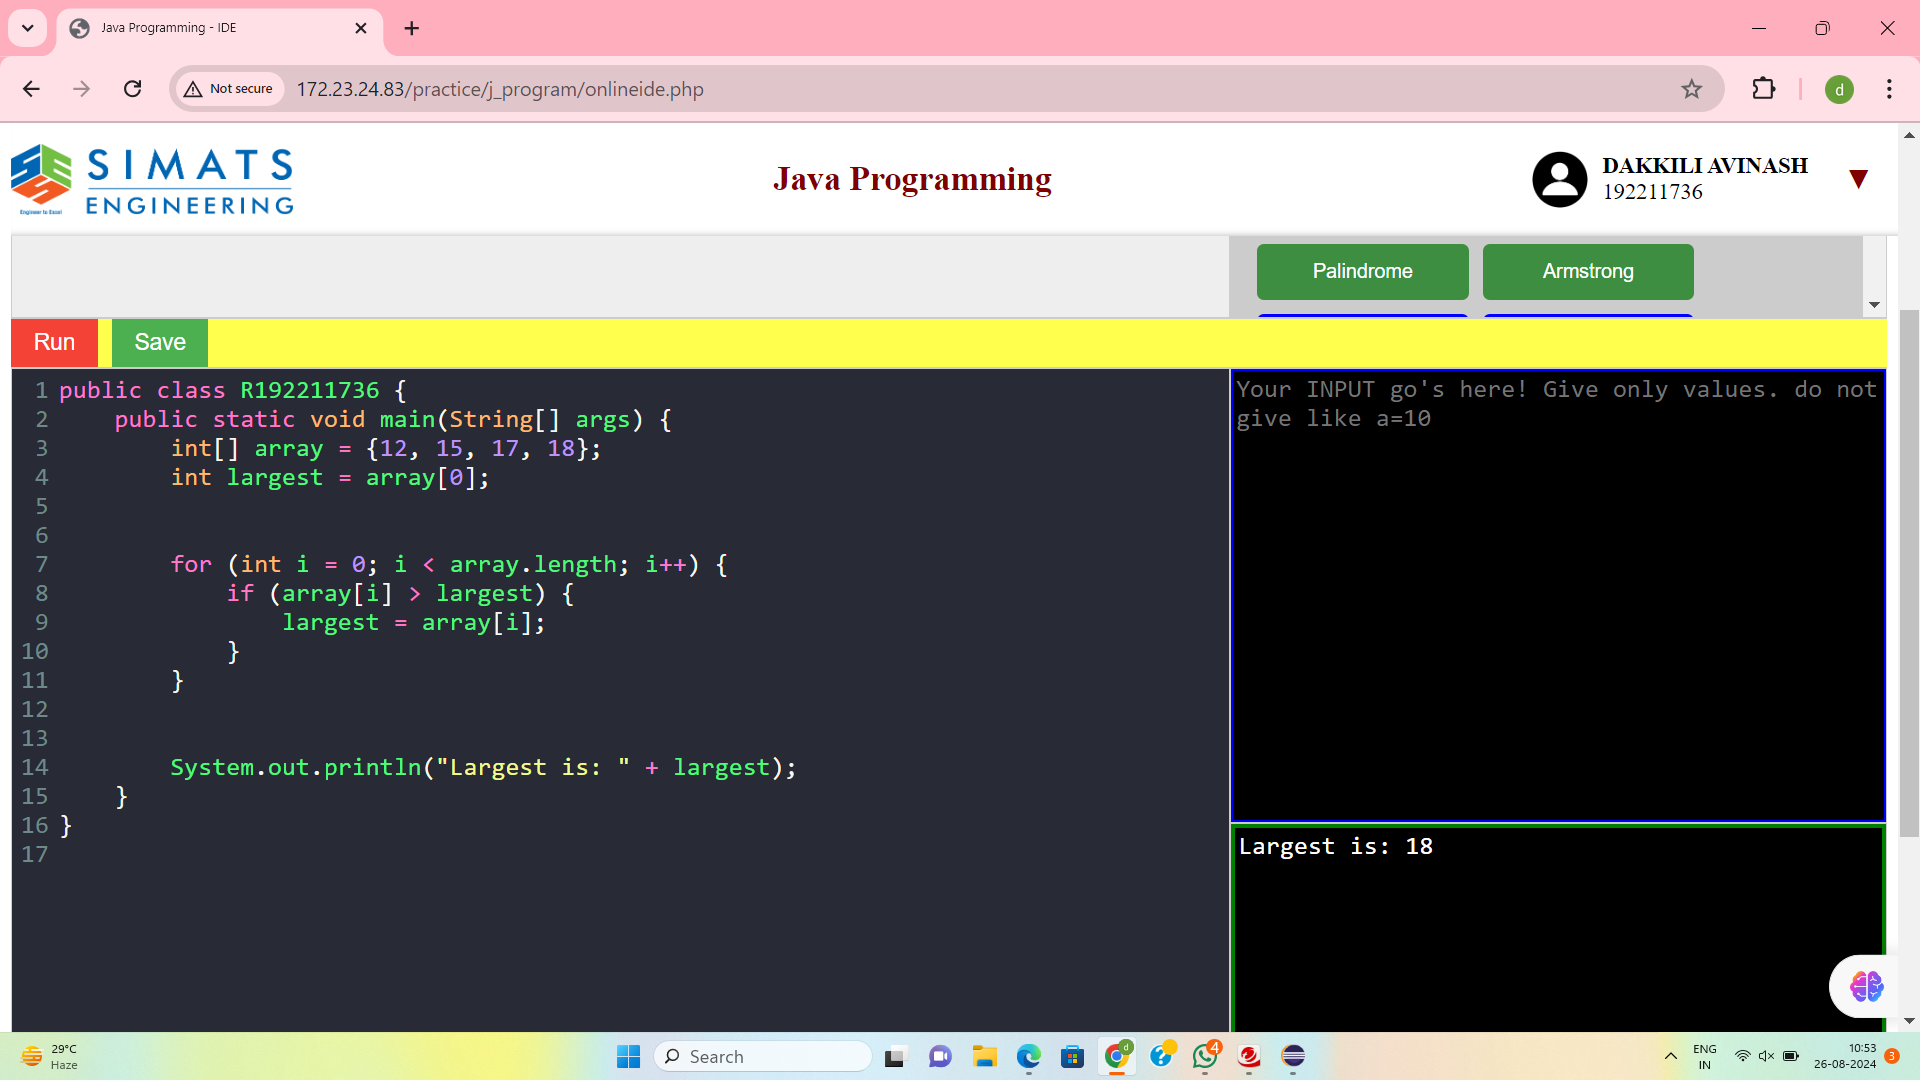 Java Programming - IDE
Not secure
172.23.24.83/practice/j_program/onlineide.php
d
SIMATS
ENGINEERING
Engineer to Excel
Java Programming
DAKKILI AVINASH
192211736
Palindrome
Armstrong
Run
Save
1 public class R192211736 {
2     public static void main(String[] args) {
3         int[] array = {12, 15, 17, 18};
4         int largest = array[0];
5
6
7         for (int i = 0; i < array.length; i++) {
8             if (array[i] > largest) {
9                 largest = array[i];
10             }
11         }
12
13
14         System.out.println("Largest is: " + largest);
15     }
16 }
17
Your INPUT go's here! Give only values. do not
give like a=10
Largest is: 18
29°C
Haze
Search
d
4
ENG
IN
10:53
26-08-2024
3